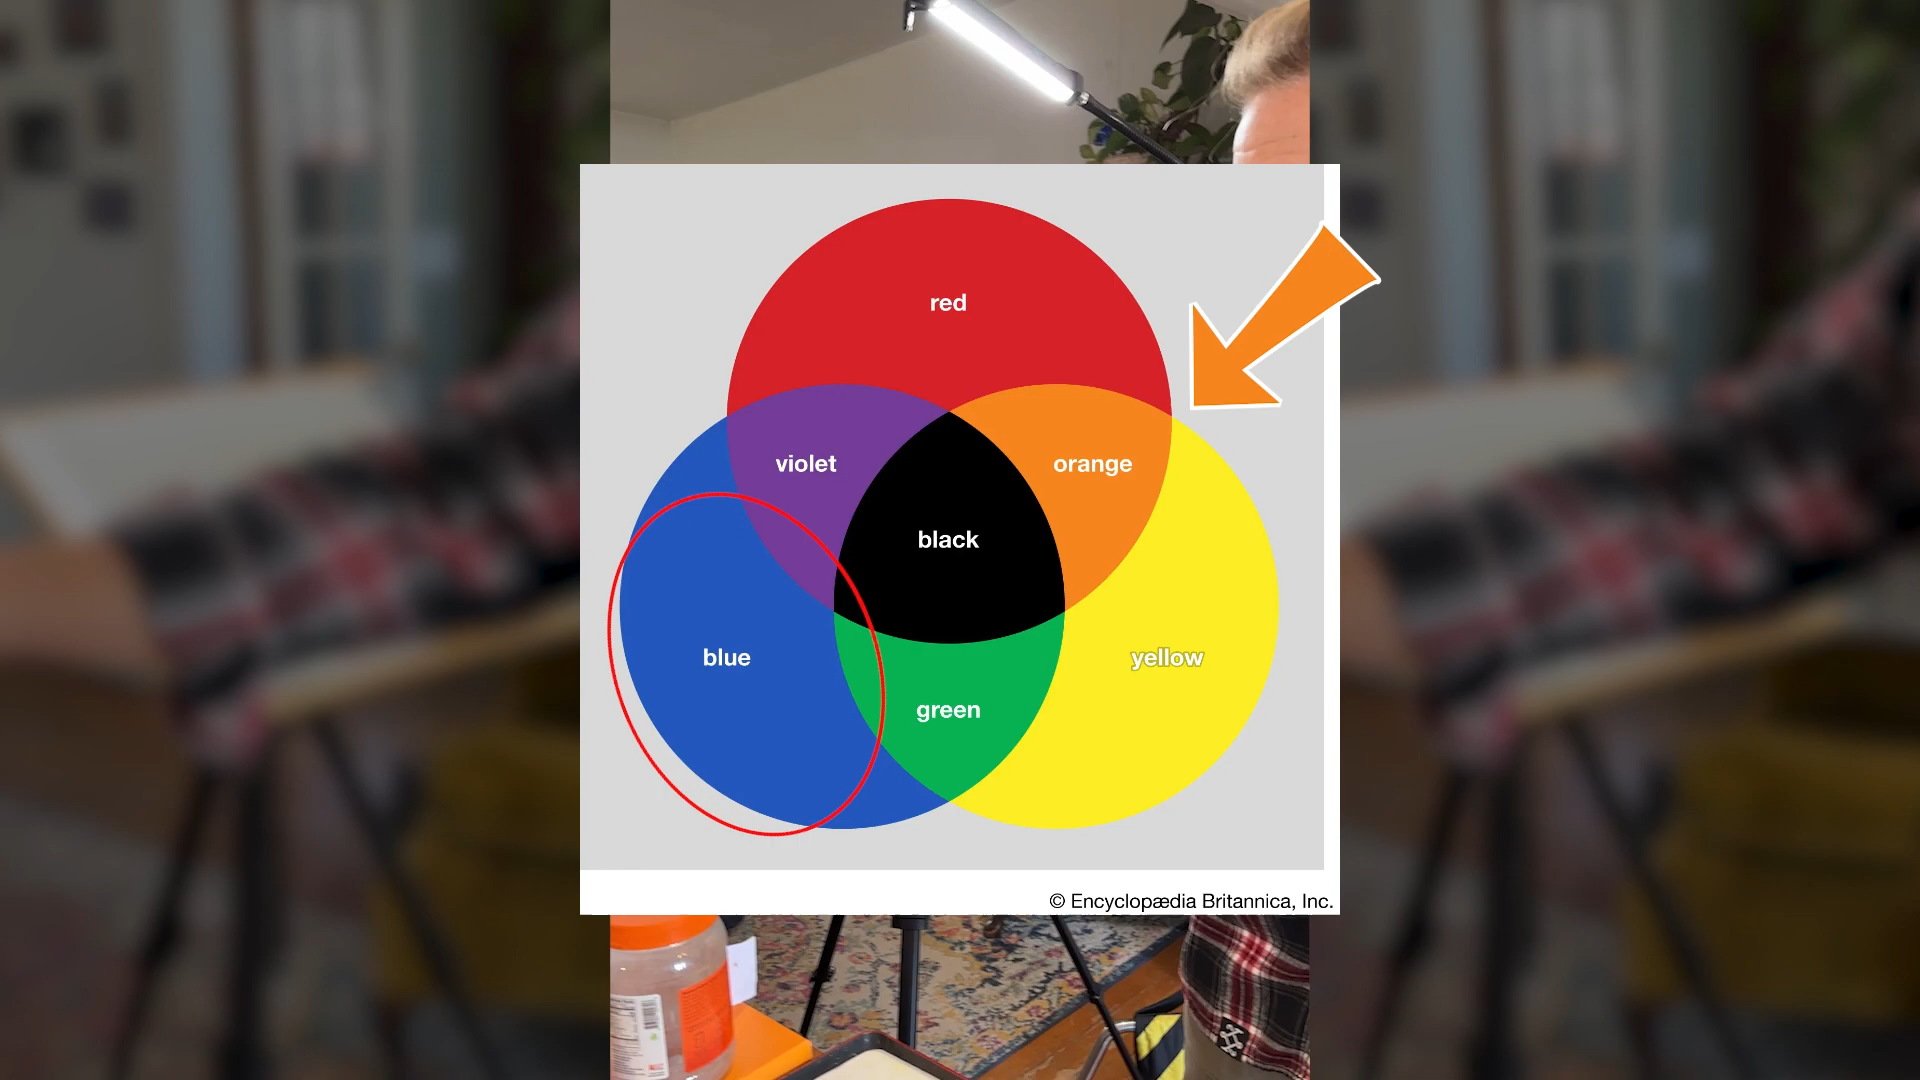 red
violet
orange
black
blue
yellow
green
© Encyclopædia Britannica, Inc.